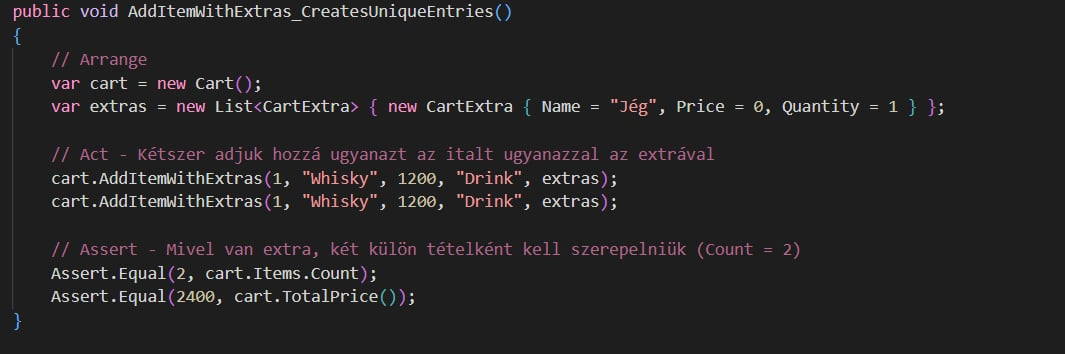 public void AddItemWithExtras_CreatesUniqueEntries()
{
    // Arrange
    var cart = new Cart();
    var extras = new List<CartExtra> { new CartExtra { Name = "Jég", Price = 0, Quantity = 1 } };

    // Act - Kétszer adjuk hozzá ugyanazt az italt ugyanazzal az extrával
    cart.AddItemWithExtras(1, "Whisky", 1200, "Drink", extras);
    cart.AddItemWithExtras(1, "Whisky", 1200, "Drink", extras);

    // Assert - Mivel van extra, két külön tételként kell szerepelniük (Count = 2)
    Assert.Equal(2, cart.Items.Count);
    Assert.Equal(2400, cart.TotalPrice());
}